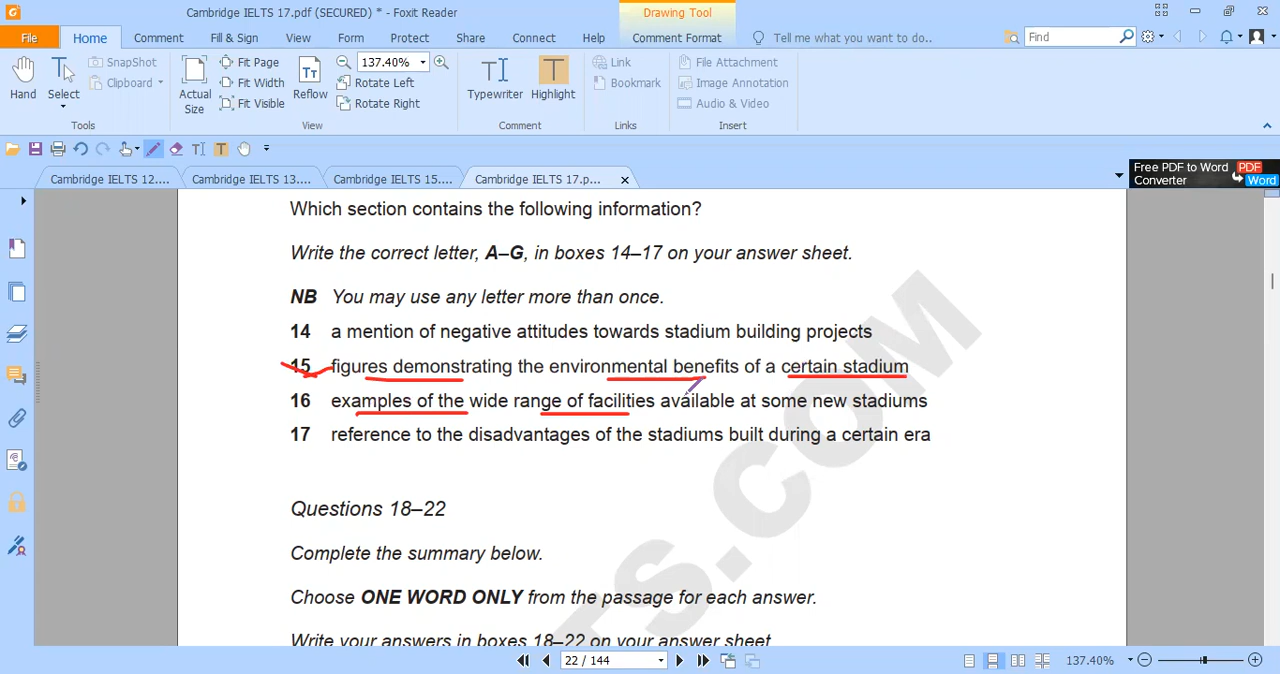 Cambridge IELTS 17.pdf (SECURED) * - Foxit Reader
Drawing Tool
File Home Comment Fill & Sign View Form Protect Share Connect Help Comment Format Tell me what you want to do.. Find
SnapShot
Clipboard
Hand Select
Tools
Actual Size
Fit Page
Fit Width
Fit Visible
Reflow
137.40%
Rotate Left
Rotate Right
View
Typewriter Highlight
Comment
Link
Bookmark
Links
File Attachment
Image Annotation
Audio & Video
Insert
Cambridge IELTS 12.... Cambridge IELTS 13.... Cambridge IELTS 15.... Cambridge IELTS 17.p...
Free PDF to Word Converter PDF Word
Which section contains the following information?
Write the correct letter, A–G, in boxes 14–17 on your answer sheet.
NB You may use any letter more than once.
14 a mention of negative attitudes towards stadium building projects
15 figures demonstrating the environmental benefits of a certain stadium
16 examples of the wide range of facilities available at some new stadiums
17 reference to the disadvantages of the stadiums built during a certain era
Questions 18–22
Complete the summary below.
Choose ONE WORD ONLY from the passage for each answer.
Write your answers in boxes 18–22 on your answer sheet
TS.COM
22 / 144
137.40%